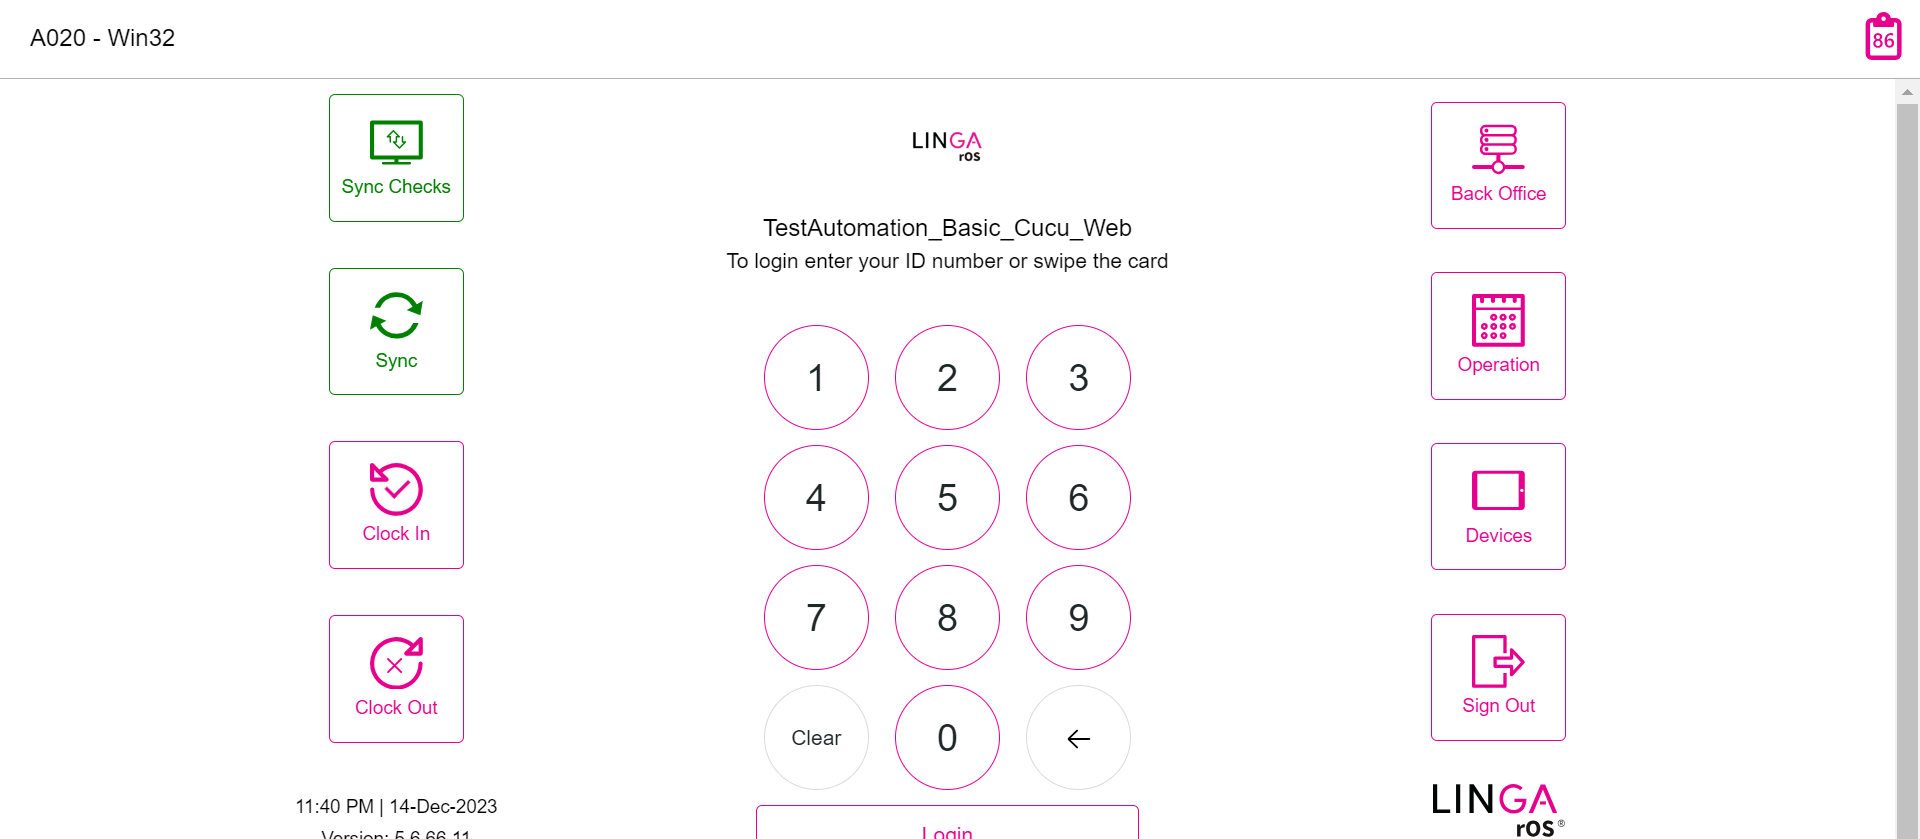 A020 - Win32
86
Sync Checks
Sync
Clock In
Clock Out
11:40 PM | 14-Dec-2023
Version: 5.6.66.11
LINGA
rOS
TestAutomation_Basic_Cucu_Web
To login enter your ID number or swipe the card
1 2 3
4 5 6
7 8 9
Clear 0 ←
Login
Back Office
Operation
Devices
Sign Out
LINGA
rOS®